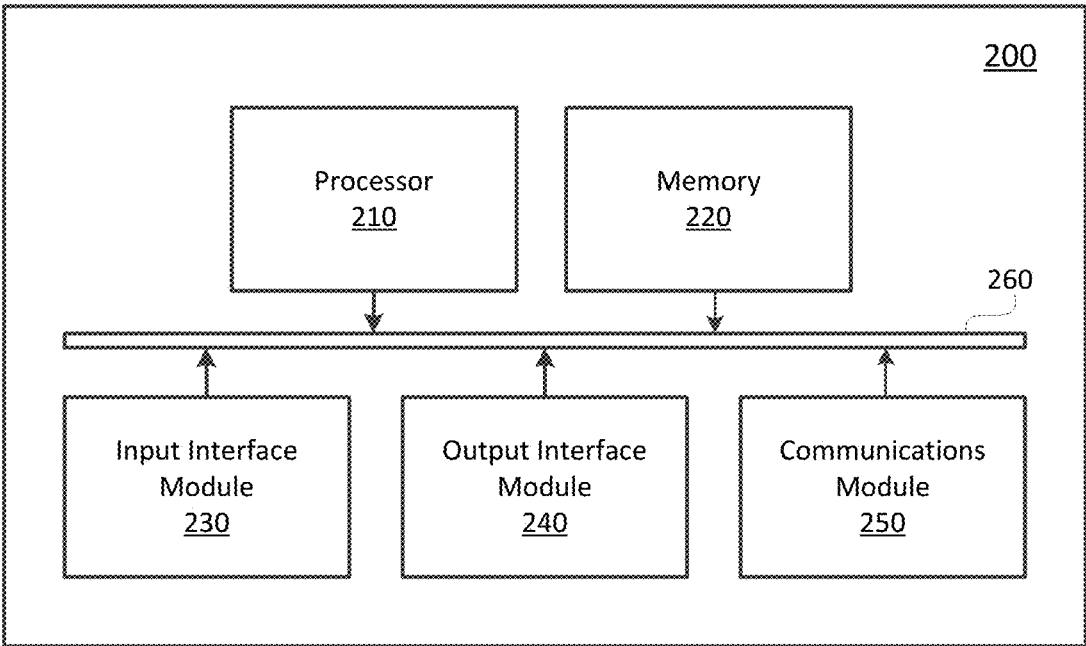 200
Processor
210
Memory
220
260
Input Interface
Module
230
Output Interface
Module
240
Communications
Module
250